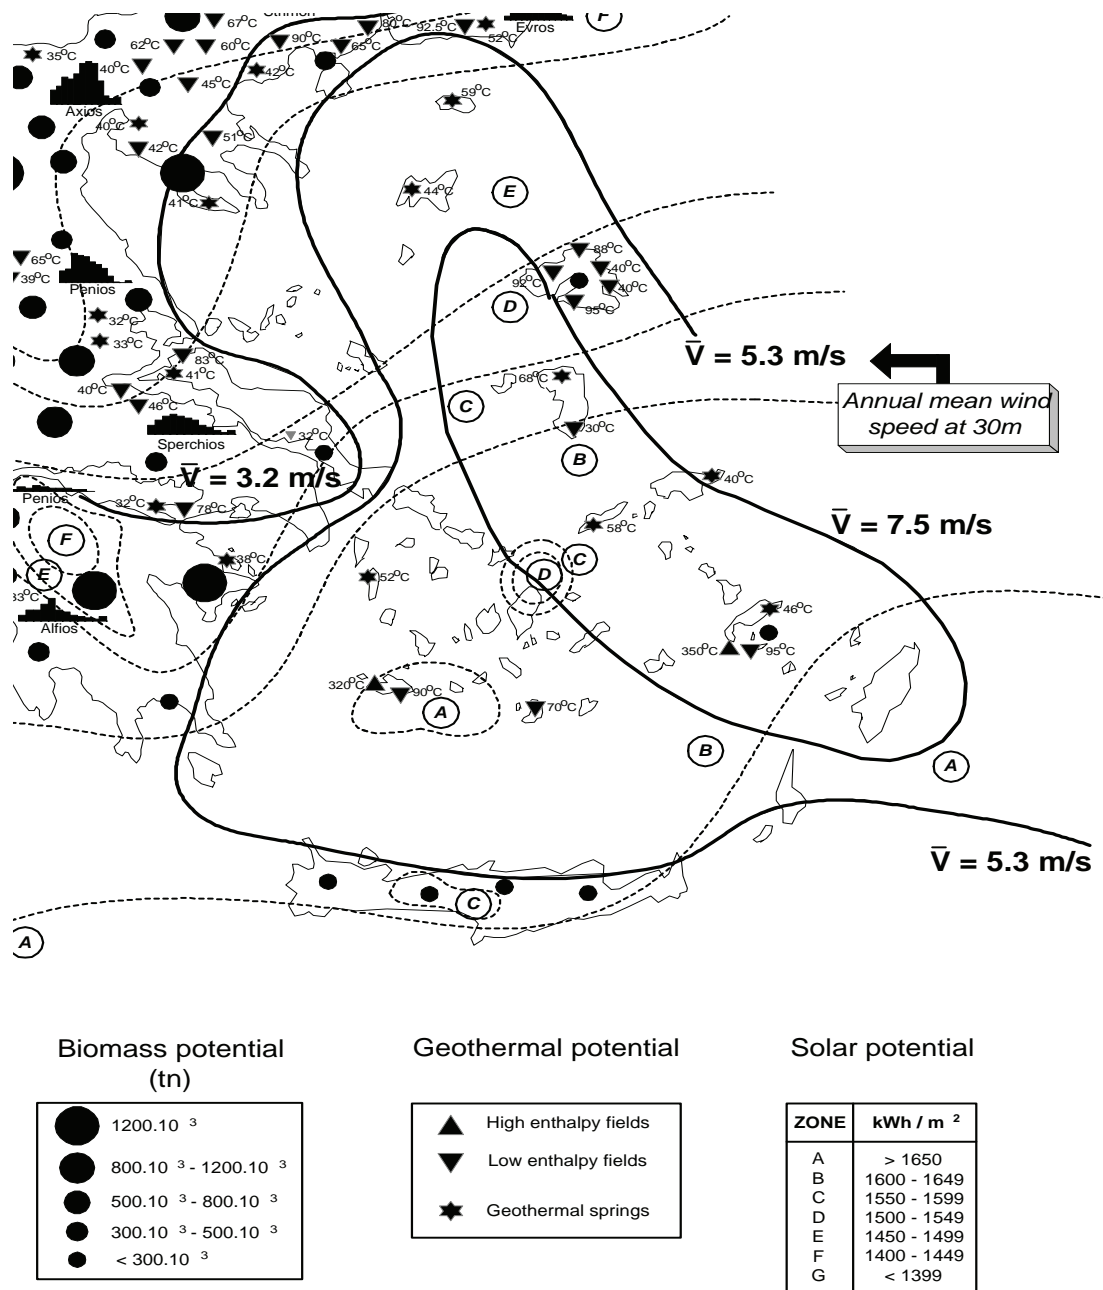 67°C
80°C
92.5°C
52°C
Evros
F
62°C
60°C
90°C
65°C
35°C
40°C
45°C
42°C
59°C
Axios
40°C
42°C
51°C
41°C
44°C
E
65°C
39°C
Penios
88°C
92°C
40°C
40°C
95°C
D
32°C
33°C
83°C
41°C
40°C
46°C
Sperchios
V̅ = 5.3 m/s
Annual mean wind
speed at 30m
68°C
C
30°C
B
32°C
V̅ = 3.2 m/s
40°C
Penios
32°C
78°C
58°C
V̅ = 7.5 m/s
F
E
38°C
52°C
C
D
33°C
Alfios
46°C
350°C
95°C
320°C
90°C
A
70°C
B
A
V̅ = 5.3 m/s
C
A
Biomass potential
(tn)
1200.10 ³
800.10 ³ - 1200.10 ³
500.10 ³ - 800.10 ³
300.10 ³ - 500.10 ³
< 300.10 ³
Geothermal potential
High enthalpy fields
Low enthalpy fields
Geothermal springs
Solar potential
ZONE kWh / m ²
A > 1650
B 1600 - 1649
C 1550 - 1599
D 1500 - 1549
E 1450 - 1499
F 1400 - 1449
G < 1399